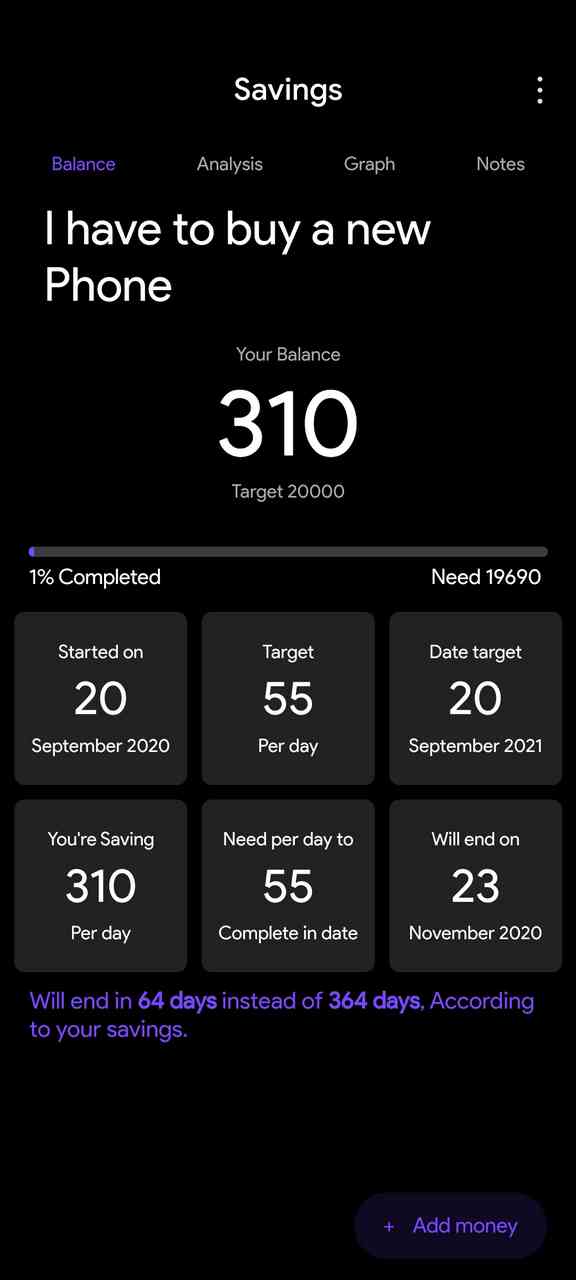 Savings
Balance Analysis Graph Notes
I have to buy a new
Phone
Your Balance
310
Target 20000
1% Completed Need 19690
Started on
20
September 2020
Target
55
Per day
Date target
20
September 2021
You're Saving
310
Per day
Need per day to
55
Complete in date
Will end on
23
November 2020
Will end in 64 days instead of 364 days, According
to your savings.
+ Add money